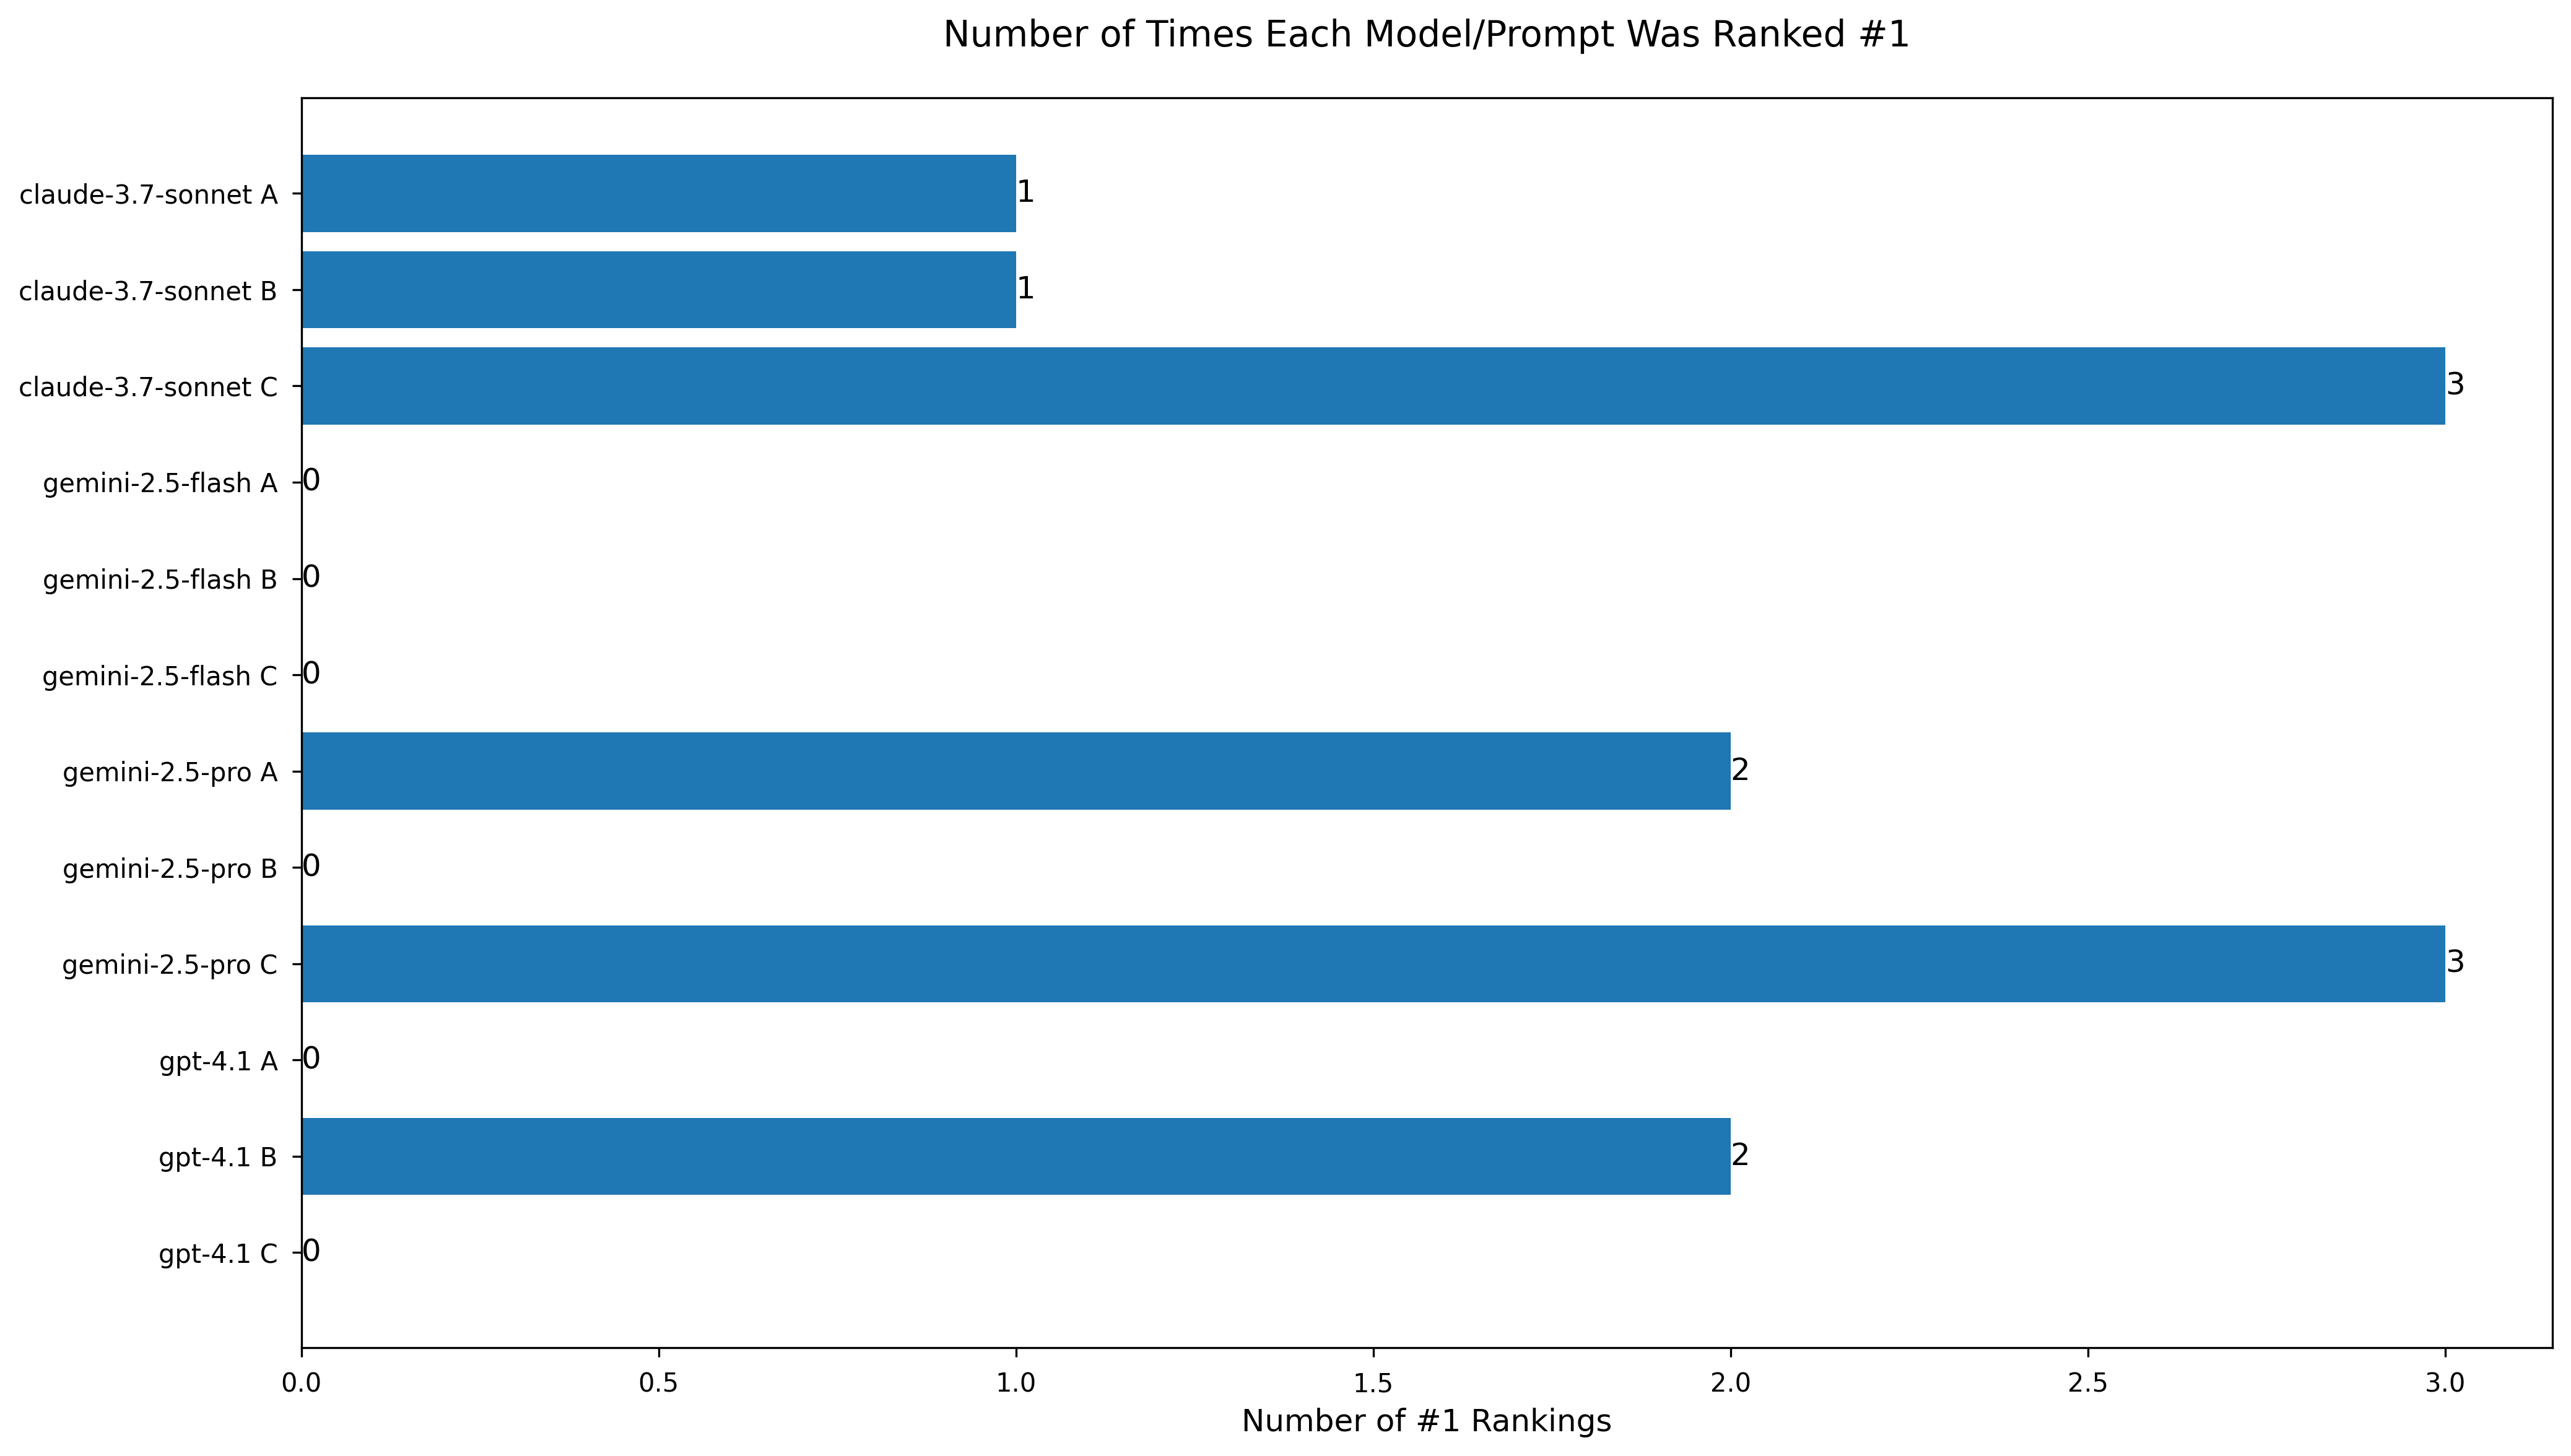 Number of Times Each Model/Prompt Was Ranked #1
claude-3.7-sonnet A 1
claude-3.7-sonnet B 1
claude-3.7-sonnet C 3
gemini-2.5-flash A 0
gemini-2.5-flash B 0
gemini-2.5-flash C 0
gemini-2.5-pro A 2
gemini-2.5-pro B 0
gemini-2.5-pro C 3
gpt-4.1 A 0
gpt-4.1 B 2
gpt-4.1 C 0
0.0 0.5 1.0 1.5 2.0 2.5 3.0
Number of #1 Rankings